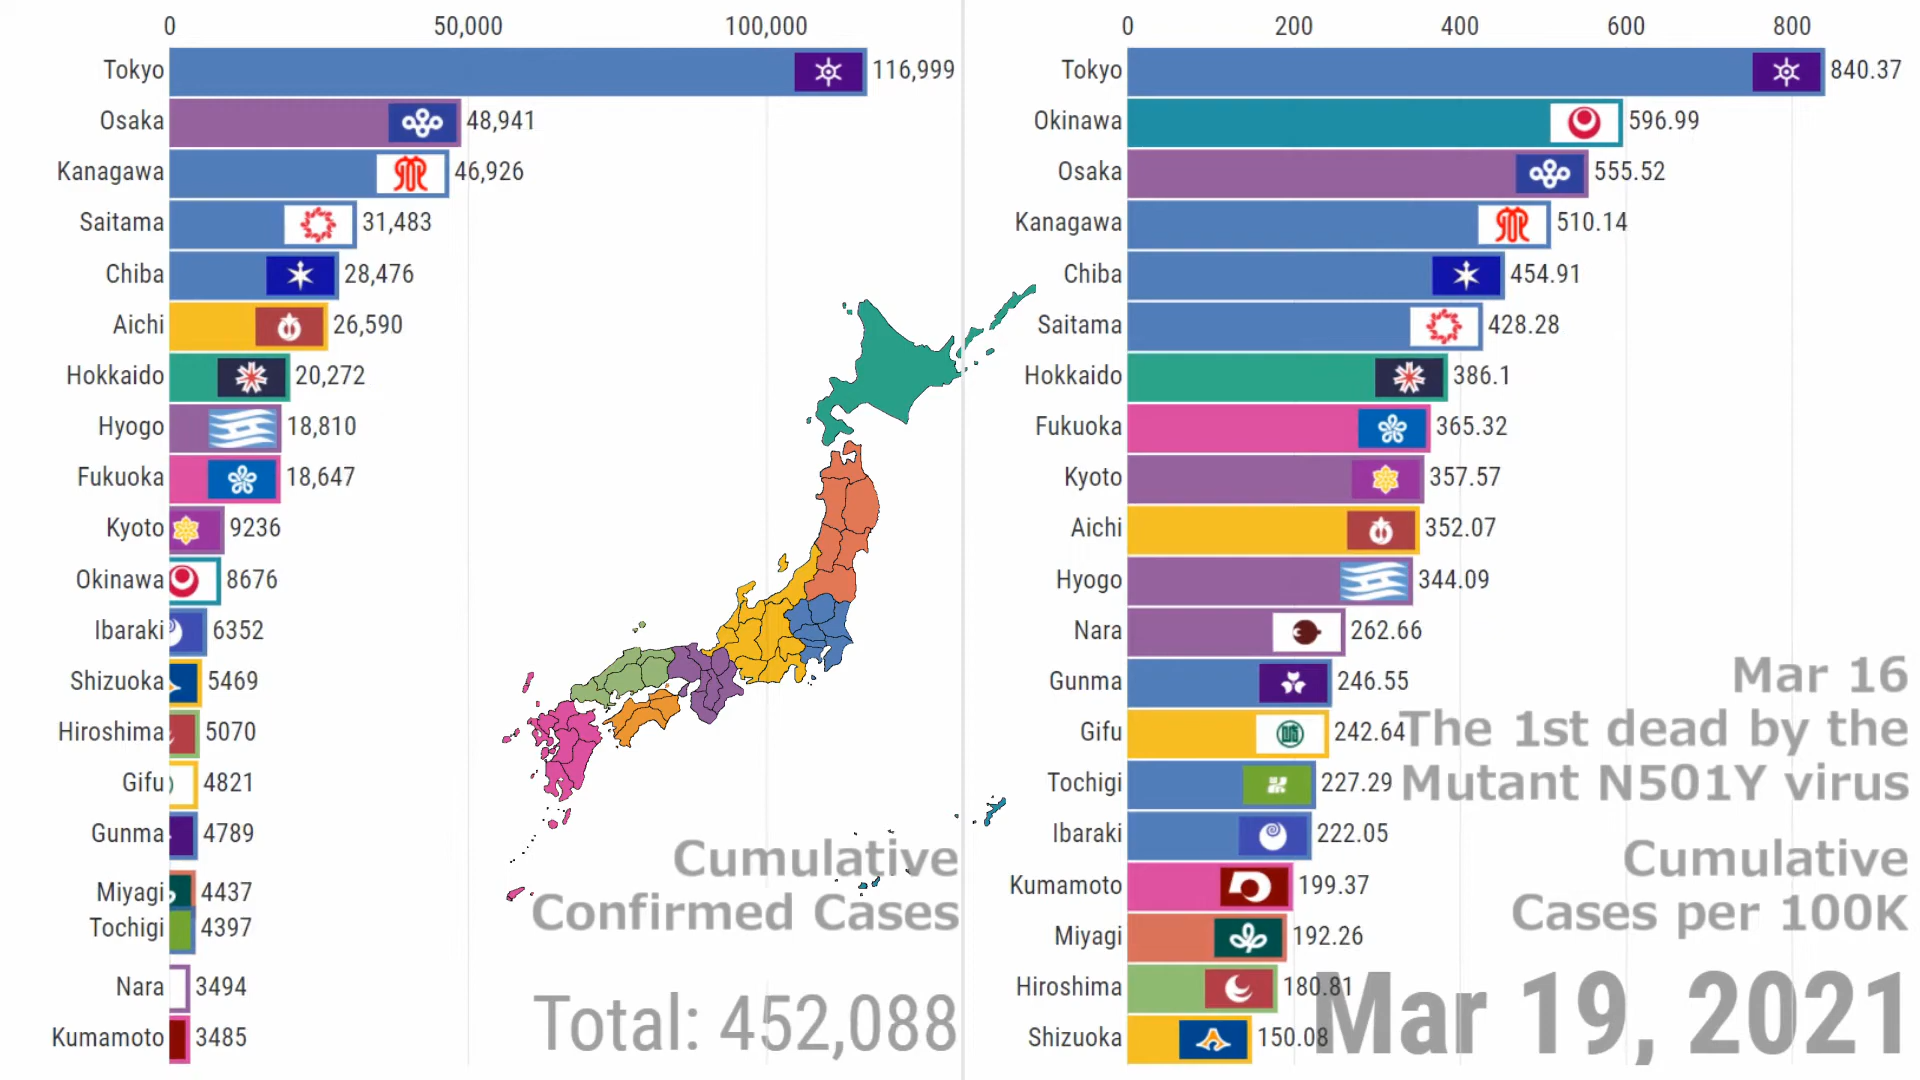 0 50,000 100,000
Tokyo 116,999
Osaka 48,941
Kanagawa 46,926
Saitama 31,483
Chiba 28,476
Aichi 26,590
Hokkaido 20,272
Hyogo 18,810
Fukuoka 18,647
Kyoto 9236
Okinawa 8676
Ibaraki 6352
Shizuoka 5469
Hiroshima 5070
Gifu 4821
Gunma 4789
Miyagi 4437
Tochigi 4397
Nara 3494
Kumamoto 3485
Cumulative
Confirmed Cases
Total: 452,088
0 200 400 600 800
Tokyo 840.37
Okinawa 596.99
Osaka 555.52
Kanagawa 510.14
Chiba 454.91
Saitama 428.28
Hokkaido 386.1
Fukuoka 365.32
Kyoto 357.57
Aichi 352.07
Hyogo 344.09
Nara 262.66
Gunma 246.55
Gifu 242.64
Tochigi 227.29
Ibaraki 222.05
Kumamoto 199.37
Miyagi 192.26
Hiroshima 180.81
Shizuoka 150.08
Mar 16
The 1st dead by the
Mutant N501Y virus
Cumulative
Cases per 100K
Mar 19, 2021